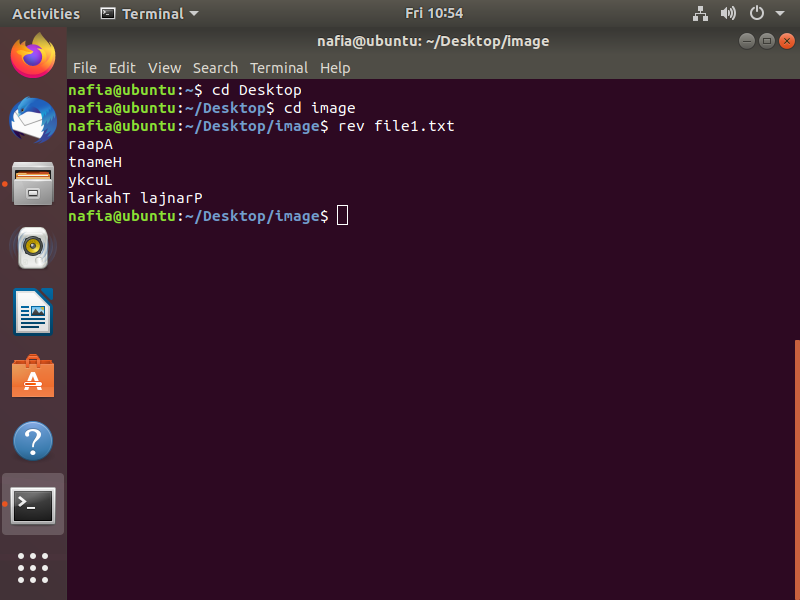 Activities Terminal Fri 10:54
nafia@ubuntu: ~/Desktop/image
File Edit View Search Terminal Help
nafia@ubuntu:~$ cd Desktop
nafia@ubuntu:~/Desktop$ cd image
nafia@ubuntu:~/Desktop/image$ rev file1.txt
raapA
tnameH
ykcuL
larkahT lajnarP
nafia@ubuntu:~/Desktop/image$